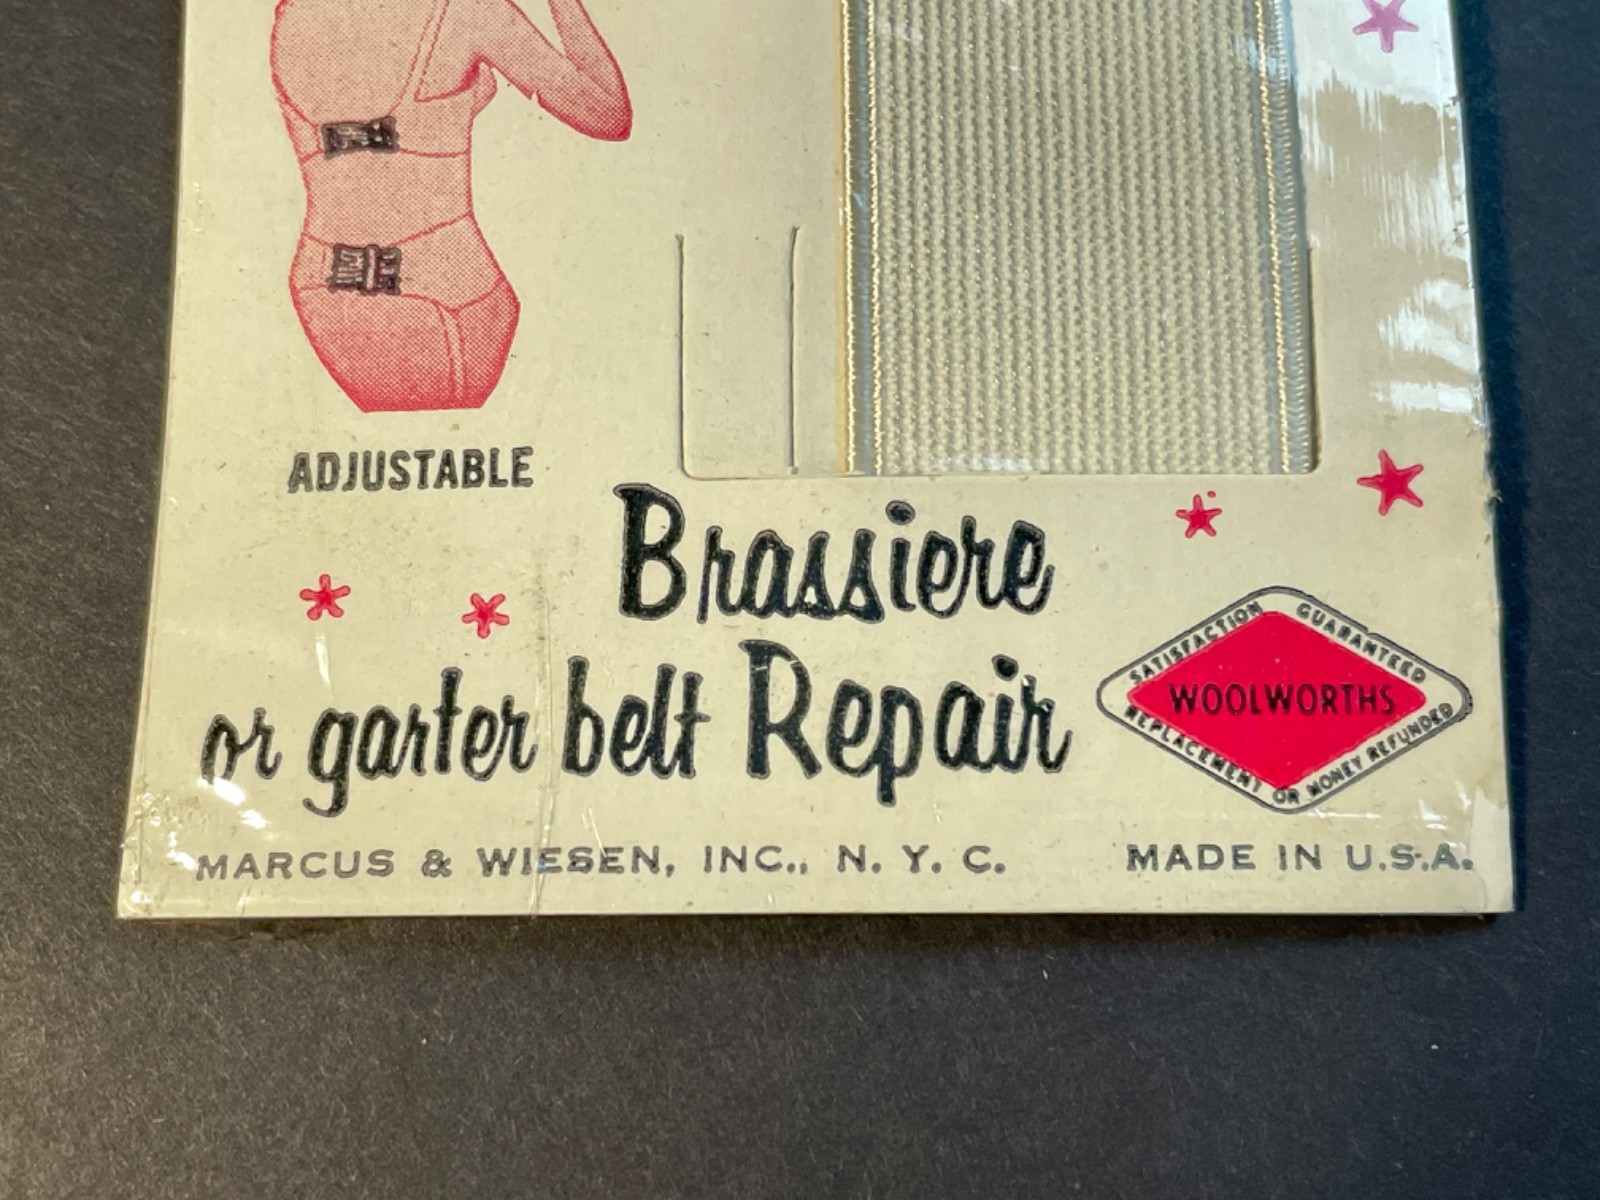 ADJUSTABLE
Brassiere
or garter belt Repair
SATISFACTION GUARANTEED
WOOLWORTHS
REPLACEMENT OR MONEY REFUNDED
MARCUS & WIESEN, INC., N. Y. C.
MADE IN U.S.A.